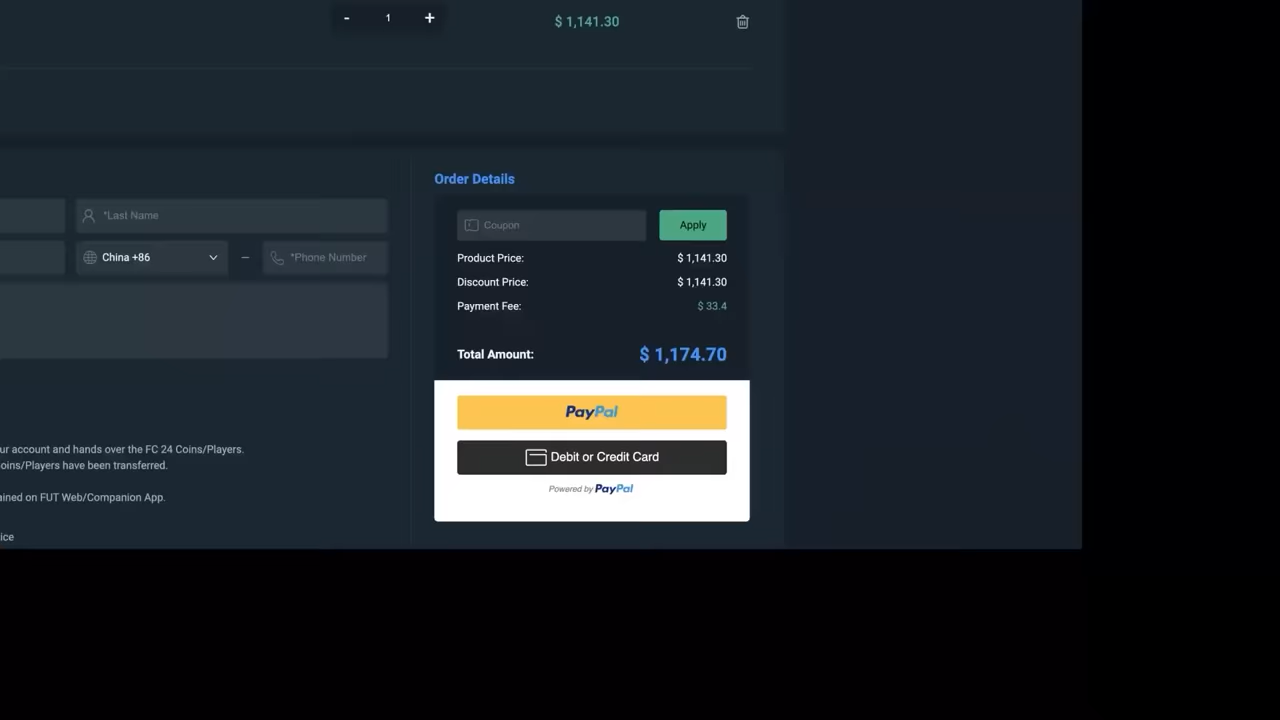 - 1 + $ 1,141.30
Order Details
*Last Name
Coupon Apply
China +86 – *Phone Number
Product Price: $ 1,141.30
Discount Price: $ 1,141.30
Payment Fee: $ 33.4
Total Amount: $ 1,174.70
PayPal
Debit or Credit Card
Powered by PayPal
ur account and hands over the FC 24 Coins/Players.
oins/Players have been transferred.
ained on FUT Web/Companion App.
ice